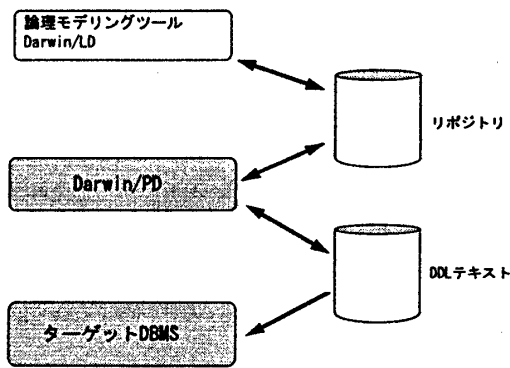 論理モデリングツール
Darwin/LD
リポジトリ
Darwin/PD
DDLテキスト
ターゲットDBMS